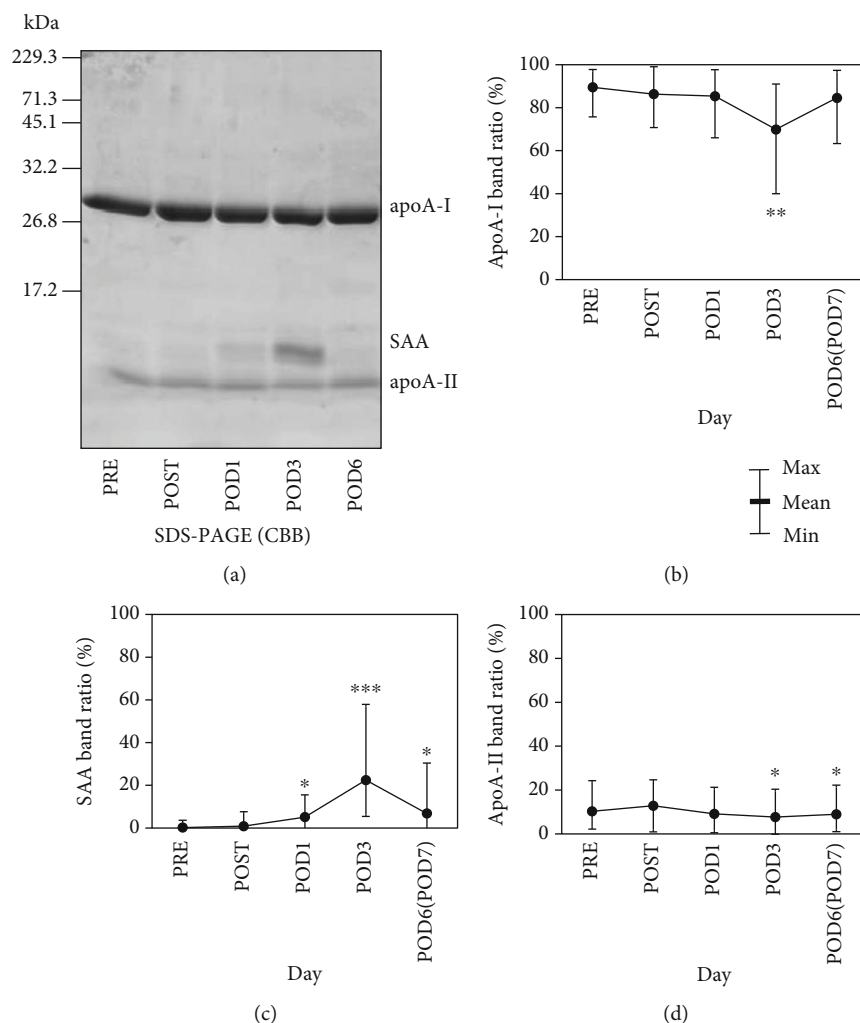 kDa
229.3
71.3
45.1
32.2
26.8
17.2
apoA-I
SAA
apoA-II
PRE
POST
POD1
POD3
POD6
SDS-PAGE (CBB)
(a)
ApoA-I band ratio (%)
100
80
60
40
20
0
**
PRE
POST
POD1
POD3
POD6(POD7)
Day
Max
Mean
Min
(b)
SAA band ratio (%)
100
80
60
40
20
0
*
***
*
PRE
POST
POD1
POD3
POD6(POD7)
Day
(c)
ApoA-II band ratio (%)
100
80
60
40
20
0
*
*
PRE
POST
POD1
POD3
POD6(POD7)
Day
(d)